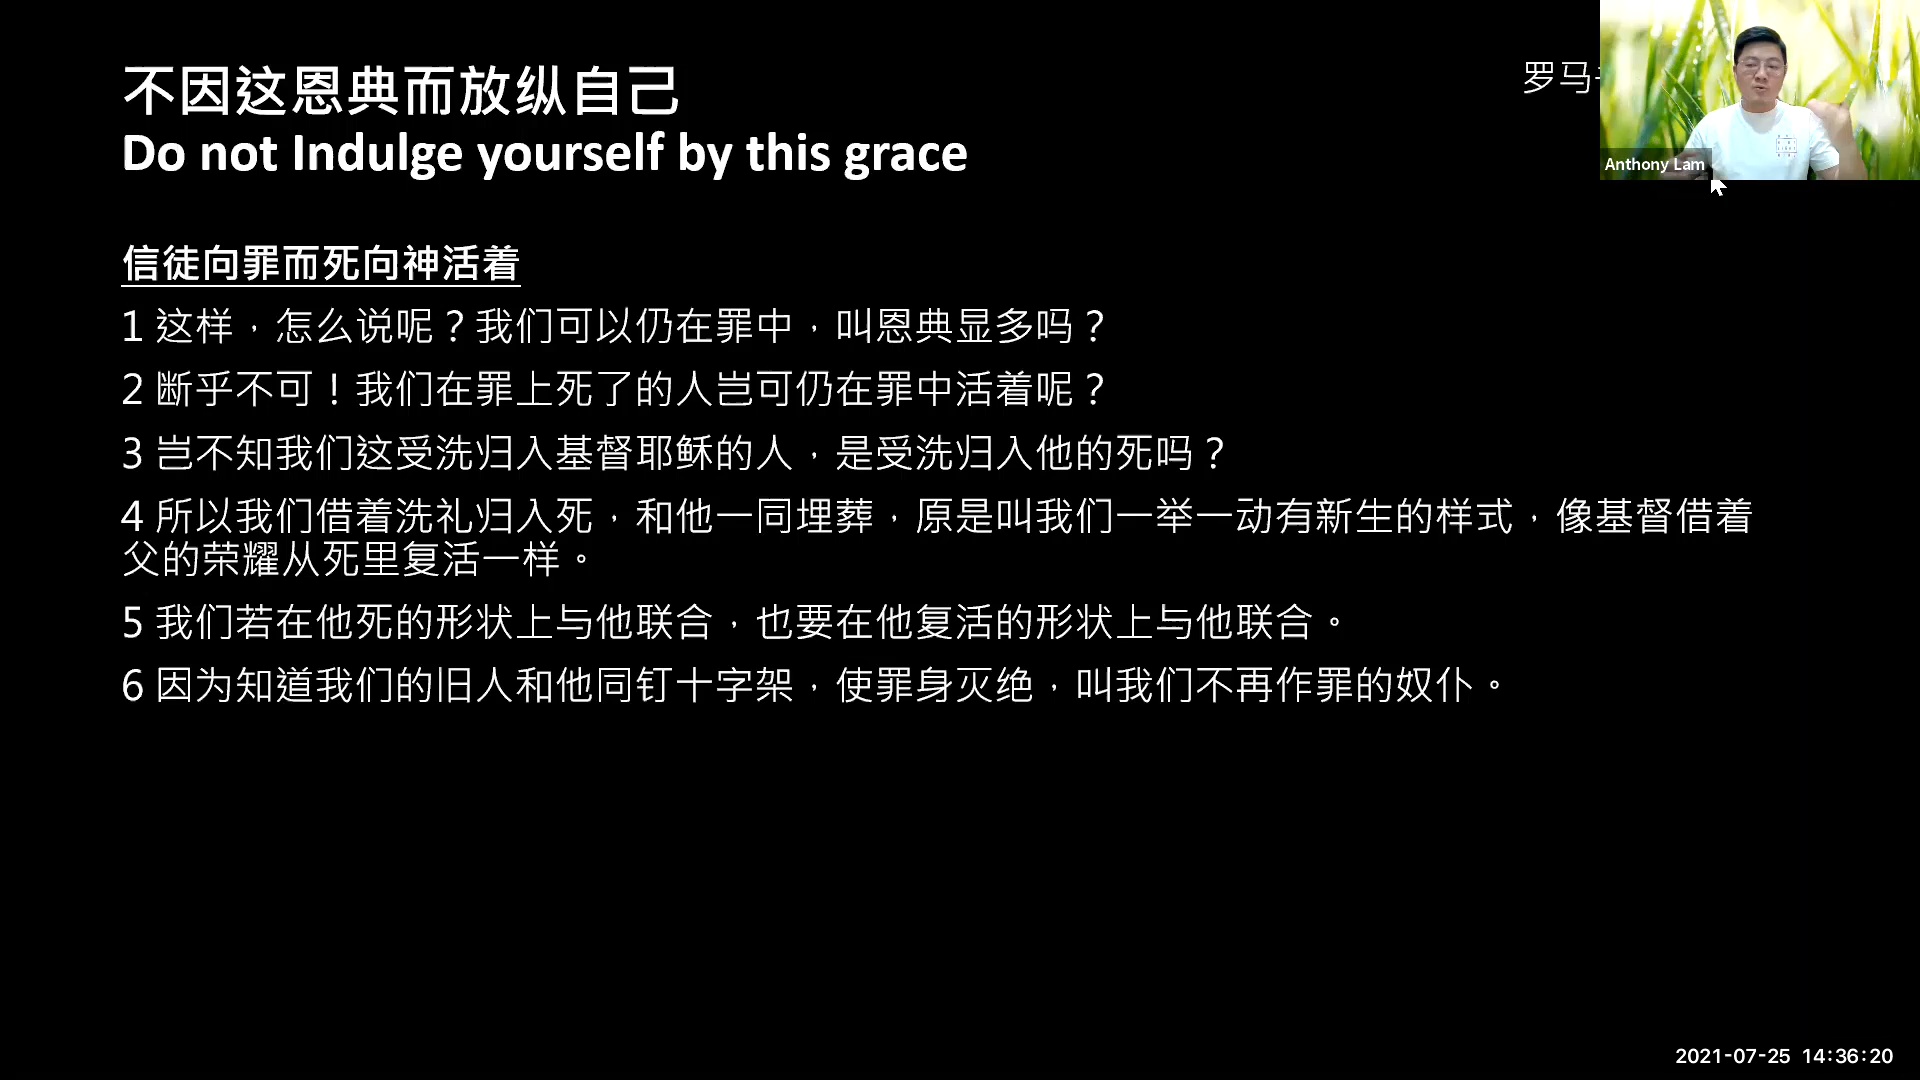 不因这恩典而放纵自己
Do not Indulge yourself by this grace
罗马
Anthony Lam
信徒向罪而死向神活着
1 这样，怎么说呢？我们可以仍在罪中，叫恩典显多吗？
2 断乎不可！我们在罪上死了的人岂可仍在罪中活着呢？
3 岂不知我们这受洗归入基督耶稣的人，是受洗归入他的死吗？
4 所以我们借着洗礼归入死，和他一同埋葬，原是叫我们一举一动有新生的样式，像基督借着
父的荣耀从死里复活一样。
5 我们若在他死的形状上与他联合，也要在他复活的形状上与他联合。
6 因为知道我们的旧人和他同钉十字架，使罪身灭绝，叫我们不再作罪的奴仆。
2021-07-25 14:36:20